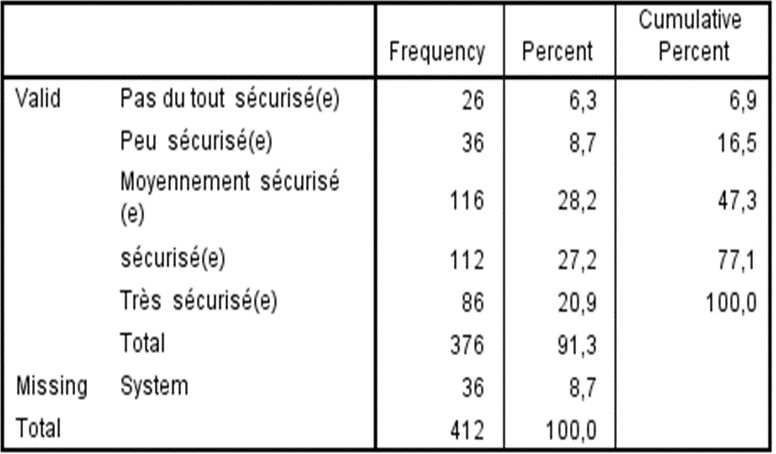 Frequency Percent Cumulative Percent
Valid Pas du tout sécurisé(e) 26 6,3 6,9
Peu sécurisé(e) 36 8,7 16,5
Moyennement sécurisé (e) 116 28,2 47,3
sécurisé(e) 112 27,2 77,1
Très sécurisé(e) 86 20,9 100,0
Total 376 91,3
Missing System 36 8,7
Total 412 100,0